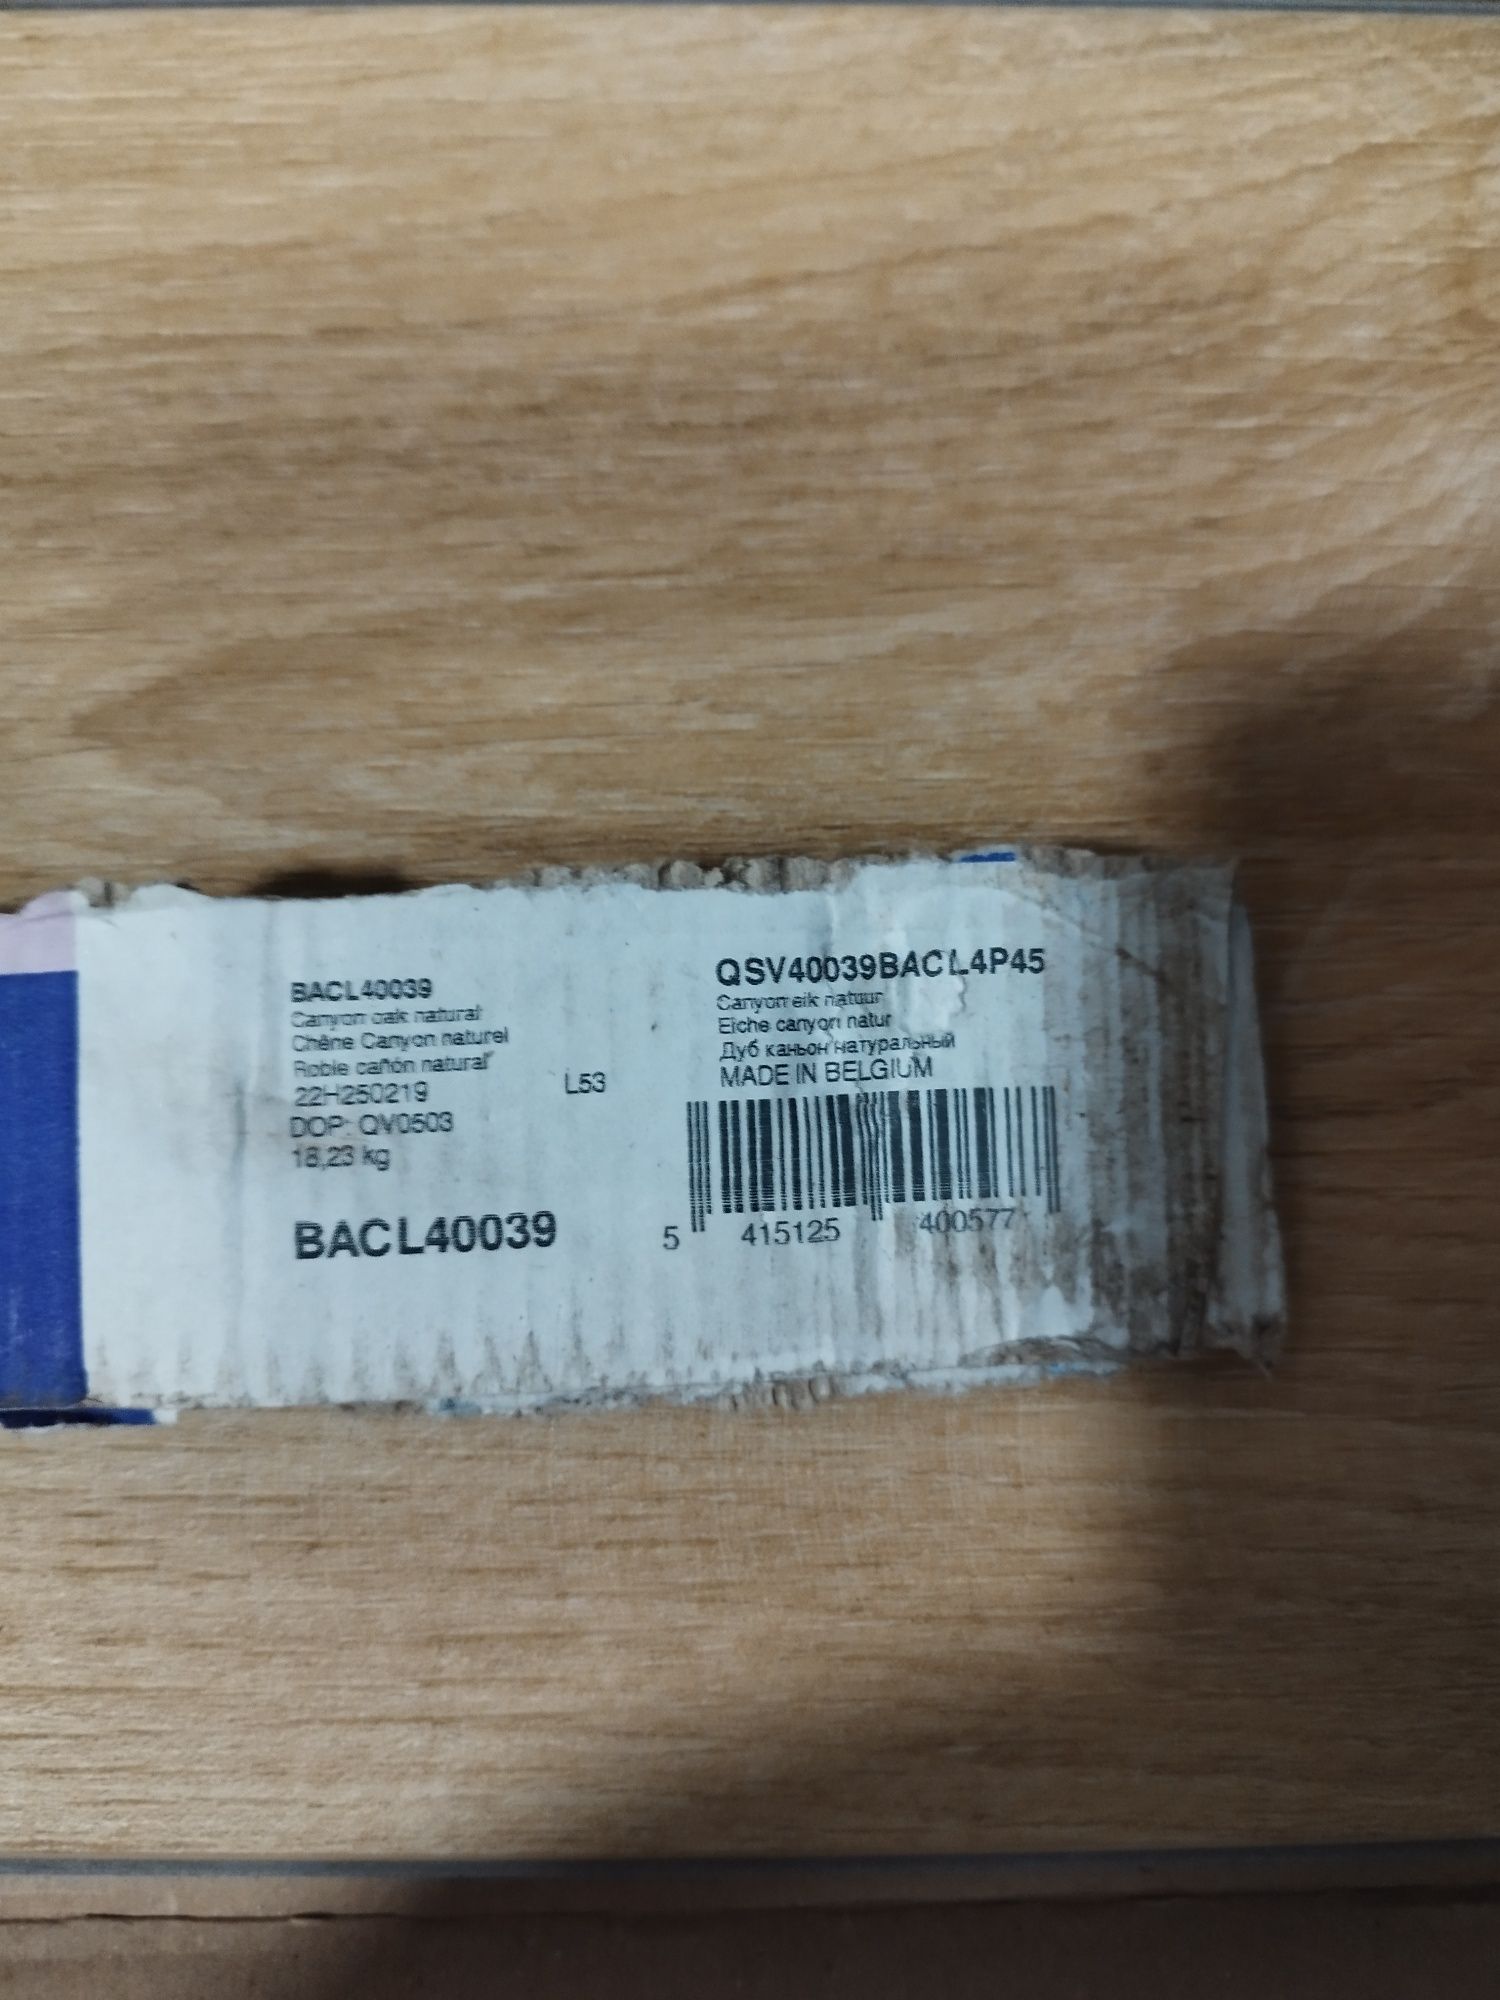 BACL40039
Canyon oak natural
Chêne Canyon naturel
Roble cañón natural
22H250219
L53
DOP: QV0503
18,23 kg
BACL40039
QSV40039BACL4P45
Canyon eik natuur
Eiche canyon natur
Дуб каньон натуральный
MADE IN BELGIUM
5 415125 400577